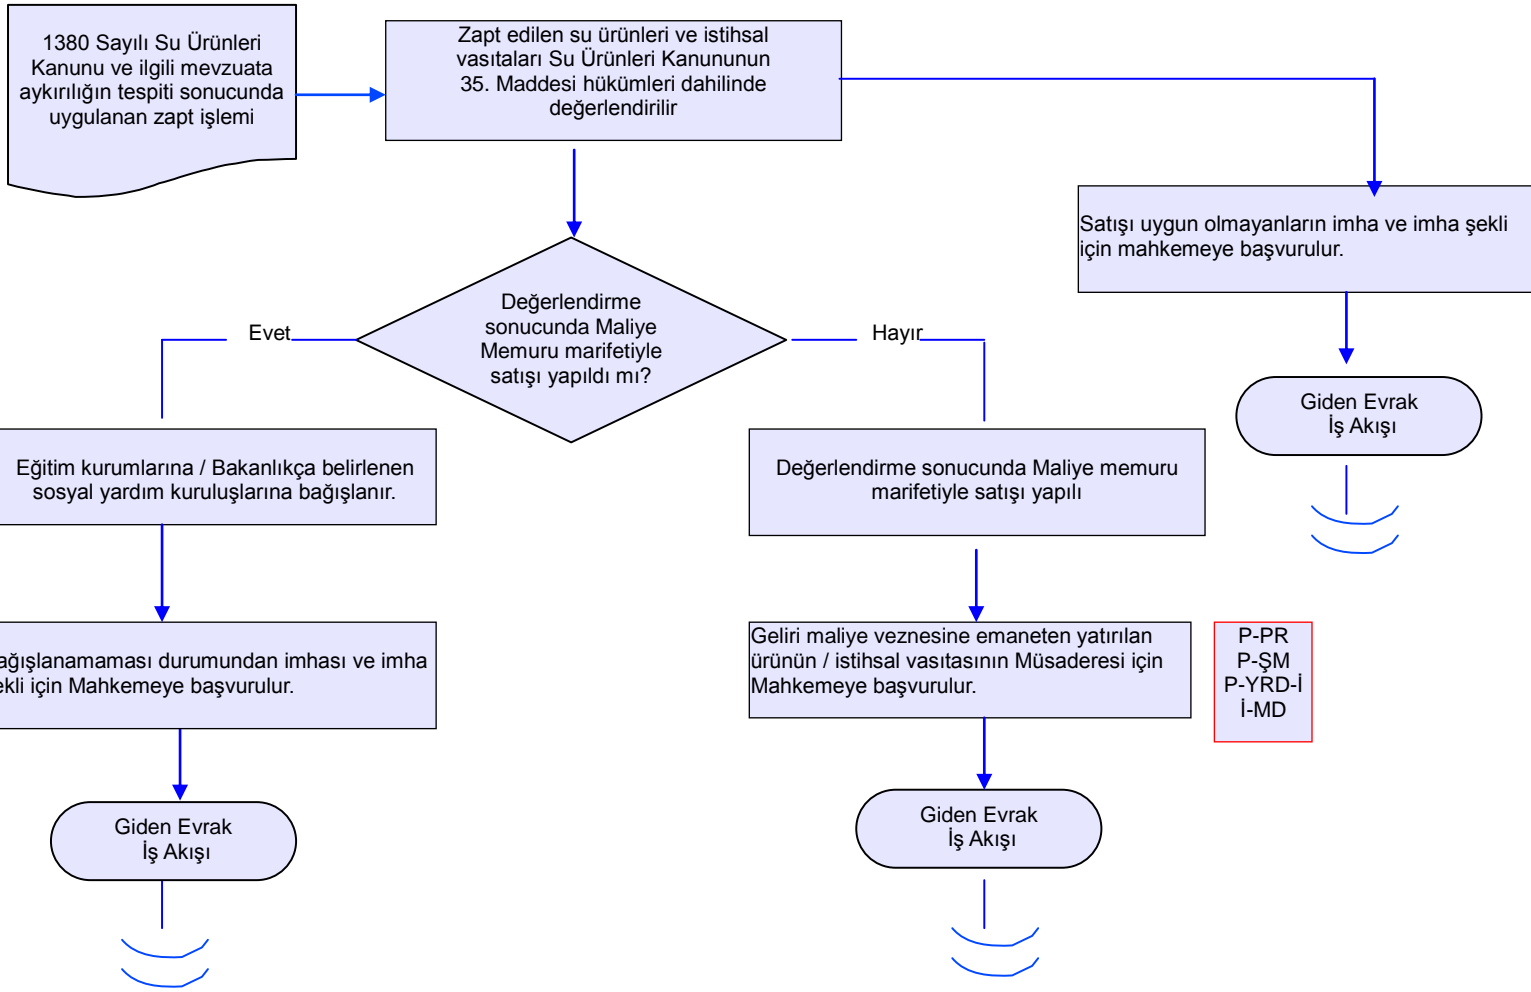 1380 Sayılı Su Ürünleri
Kanunu ve ilgili mevzuata
aykırılığın tespiti sonucunda
uygulanan zapt işlemi
Zapt edilen su ürünleri ve istihsal
vasıtaları Su Ürünleri Kanununun
35. Maddesi hükümleri dahilinde
değerlendirilir
Satışı uygun olmayanların imha ve imha şekli
için mahkemeye başvurulur.
Değerlendirme
sonucunda Maliye
Memuru marifetiyle
satışı yapıldı mı?
Evet
Hayır
Giden Evrak
İş Akışı
Eğitim kurumlarına / Bakanlıkça belirlenen
sosyal yardım kuruluşlarına bağışlanır.
Değerlendirme sonucunda Maliye memuru
marifetiyle satışı yapılı
ağışlanamaması durumundan imhası ve imha
ekli için Mahkemeye başvurulur.
Geliri maliye veznesine emaneten yatırılan
ürünün / istihsal vasıtasının Müsaderesi için
Mahkemeye başvurulur.
P-PR
P-ŞM
P-YRD-İ
İ-MD
Giden Evrak
İş Akışı
Giden Evrak
İş Akışı